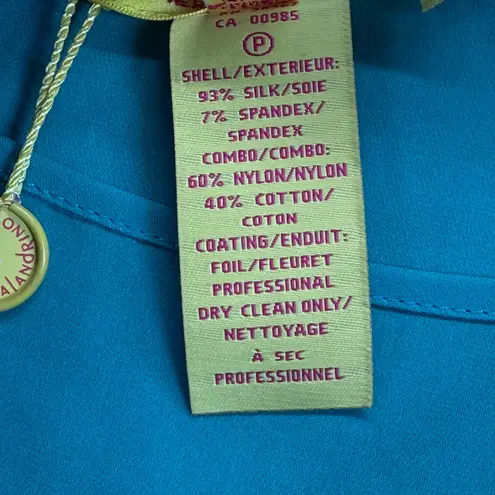 CA 00985
P
SHELL/EXTERIEUR:
93% SILK/SOIE
7% SPANDEX/
SPANDEX
COMBO/COMBO:
60% NYLON/NYLON
40% COTTON/
COTON
COATING/ENDUIT:
FOIL/FLEURET
PROFESSIONAL
DRY CLEAN ONLY/
NETTOYAGE
À SEC
PROFESSIONNEL
ANDRINO